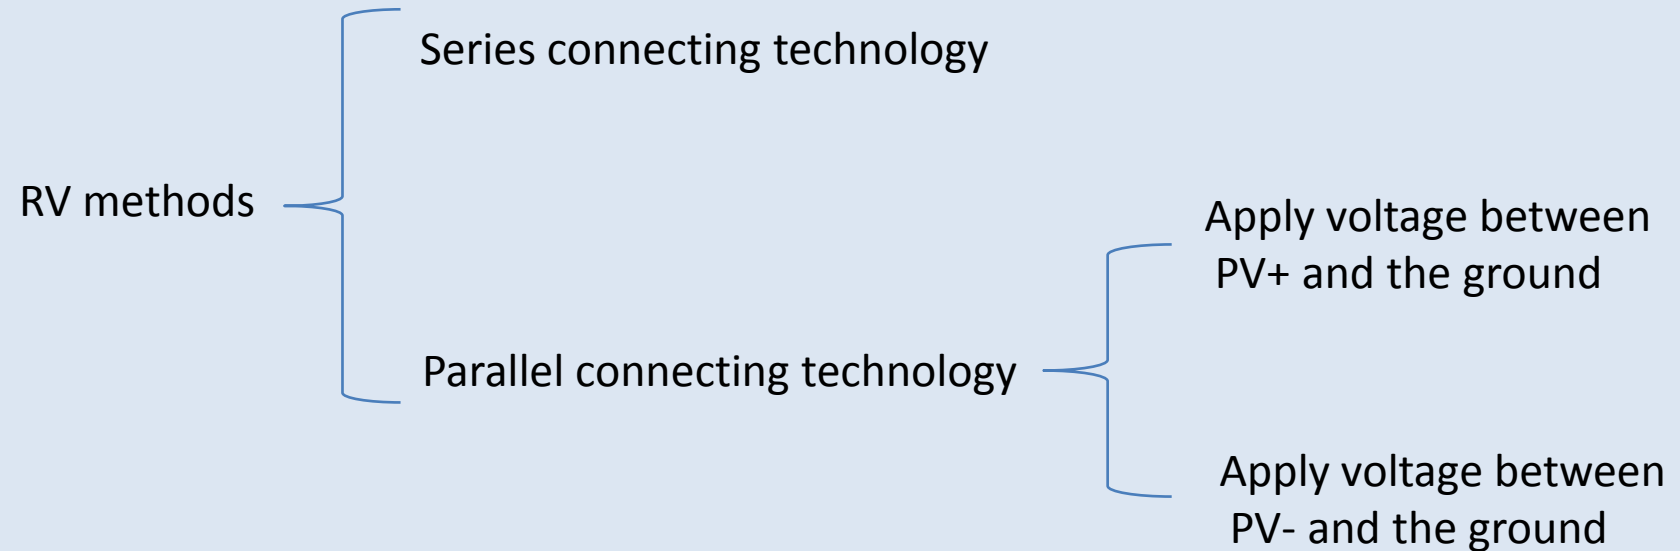 Series connecting technology
RV methods
Apply voltage between
PV+ and the ground
Parallel connecting technology
Apply voltage between
PV- and the ground